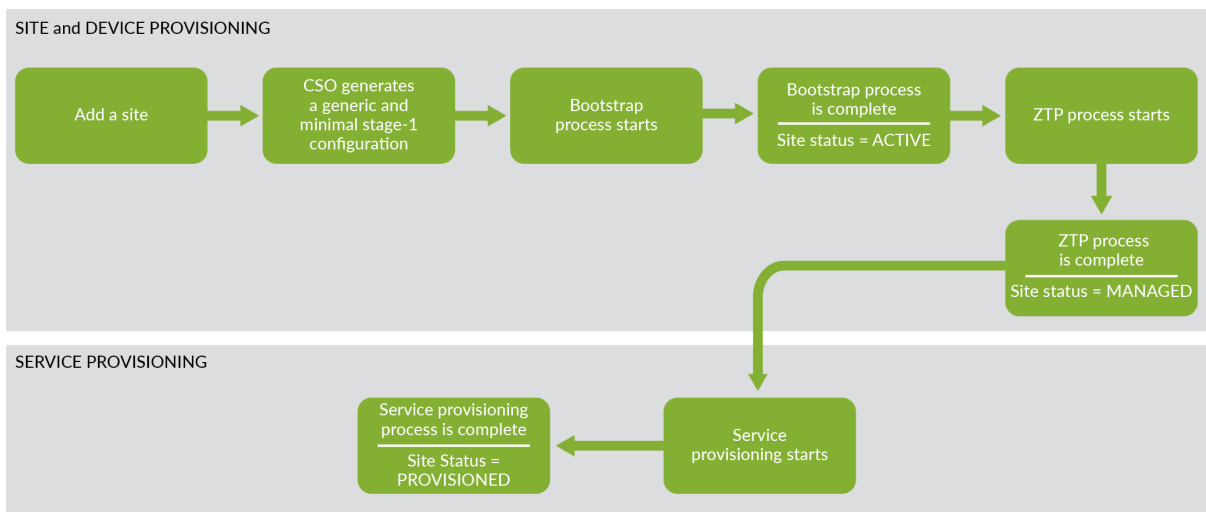 SITE and DEVICE PROVISIONING
Add a site
CSO generates
a generic and
minimal stage-1
configuration
Bootstrap
process starts
Bootstrap process
is complete
Site status = ACTIVE
ZTP process starts
ZTP process
is complete
Site status = MANAGED
SERVICE PROVISIONING
Service provisioning
process is complete
Site Status =
PROVISIONED
Service
provisioning starts